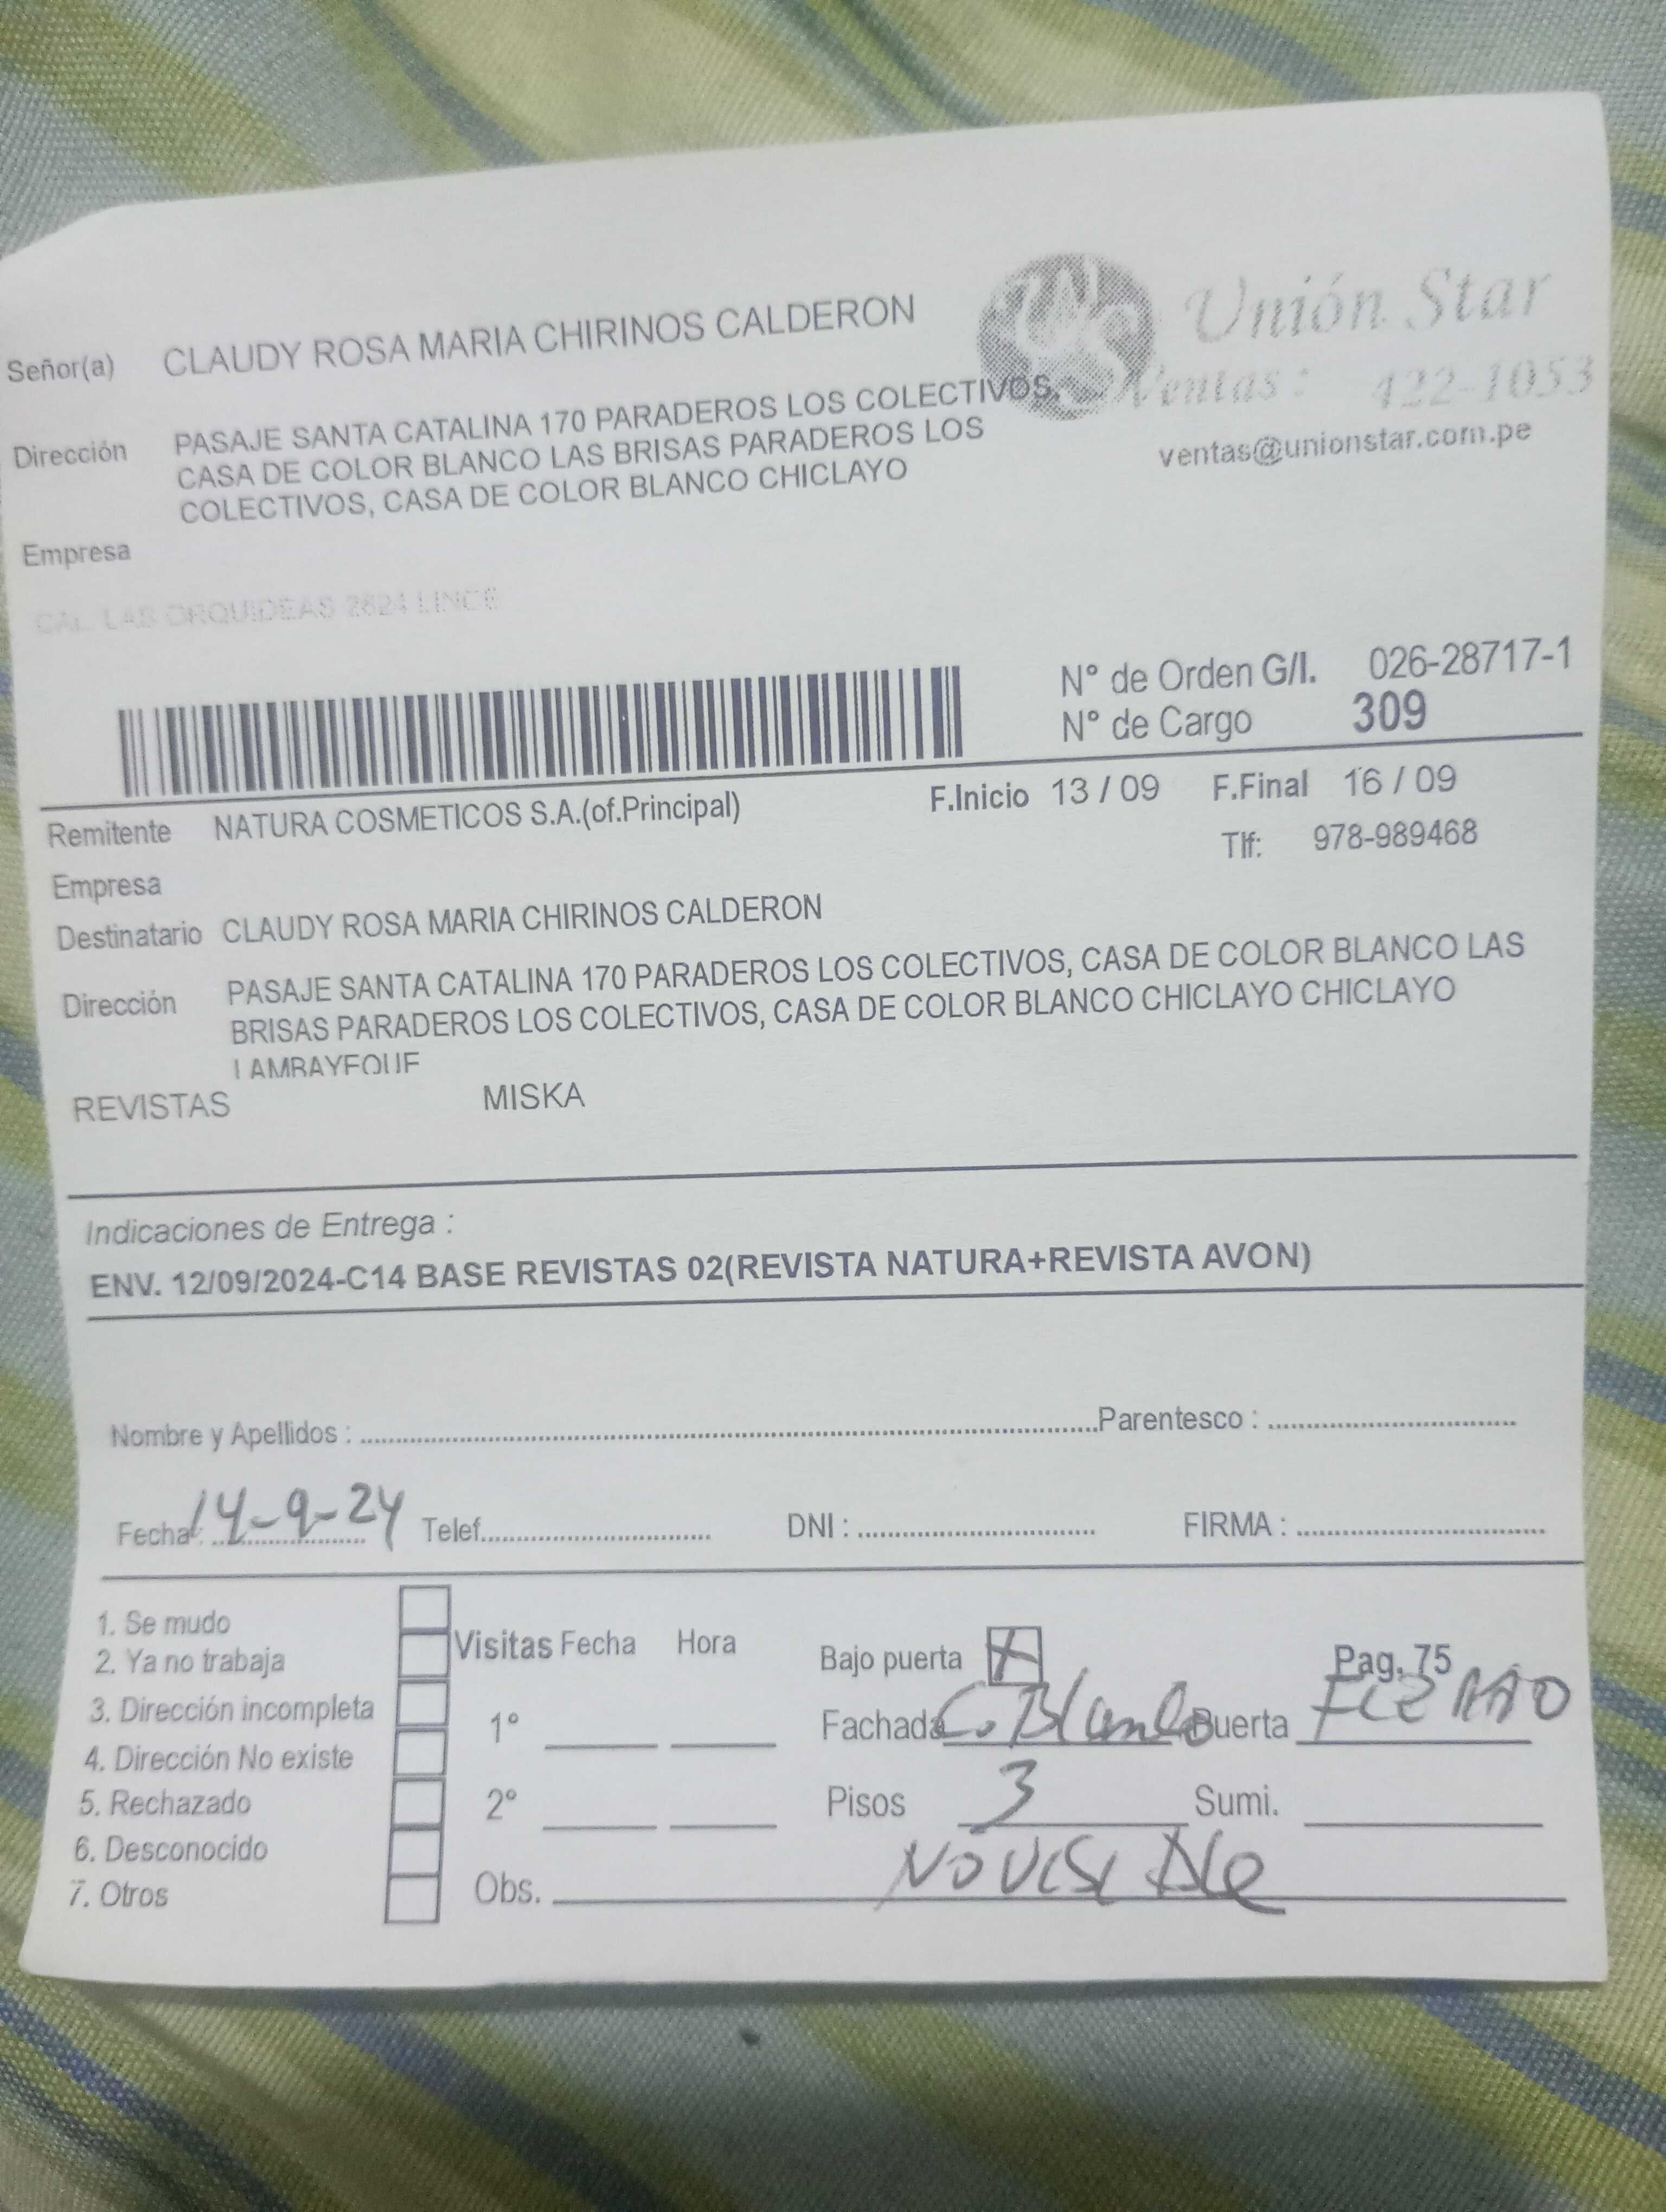 Señor(a) CLAUDY ROSA MARIA CHIRINOS CALDERON
Unión Star
Ventas: 422-1053
ventas@unionstar.com.pe
Dirección PASAJE SANTA CATALINA 170 PARADEROS LOS COLECTIVOS,
CASA DE COLOR BLANCO LAS BRISAS PARADEROS LOS
COLECTIVOS, CASA DE COLOR BLANCO CHICLAYO
Empresa
CAL. LAS ORQUIDEAS 2624 LINCE
N° de Orden G/I. 026-28717-1
N° de Cargo 309
Remitente NATURA COSMETICOS S.A.(of.Principal) F.Inicio 13 / 09 F.Final 16 / 09
Tlf: 978-989468
Empresa
Destinatario CLAUDY ROSA MARIA CHIRINOS CALDERON
Dirección PASAJE SANTA CATALINA 170 PARADEROS LOS COLECTIVOS, CASA DE COLOR BLANCO LAS
BRISAS PARADEROS LOS COLECTIVOS, CASA DE COLOR BLANCO CHICLAYO CHICLAYO
LAMBAYEQUE
REVISTAS MISKA
Indicaciones de Entrega :
ENV. 12/09/2024-C14 BASE REVISTAS 02(REVISTA NATURA+REVISTA AVON)
Nombre y Apellidos : Parentesco :
Fecha: 14-9-24 Telef. DNI : FIRMA :
1. Se mudo
2. Ya no trabaja
3. Dirección incompleta
4. Dirección No existe
5. Rechazado
6. Desconocido
7. Otros
Visitas Fecha Hora
1°
2°
Obs.
Bajo puerta X Pag. 75
Fachada C. Blanco Puerta FIERRO
Pisos 3 Sumi.
NO VISIBLE